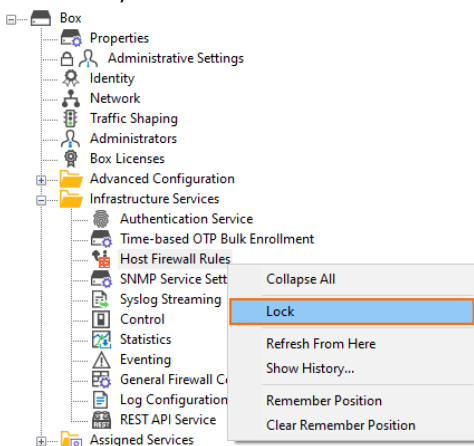 Box
Properties
Administrative Settings
Identity
Network
Traffic Shaping
Administrators
Box Licenses
Advanced Configuration
Infrastructure Services
Authentication Service
Time-based OTP Bulk Enrollment
Host Firewall Rules
SNMP Service Sett
Syslog Streaming
Control
Statistics
Eventing
General Firewall Co
Log Configuration
REST API Service
Assigned Services
Collapse All
Lock
Refresh From Here
Show History...
Remember Position
Clear Remember Position